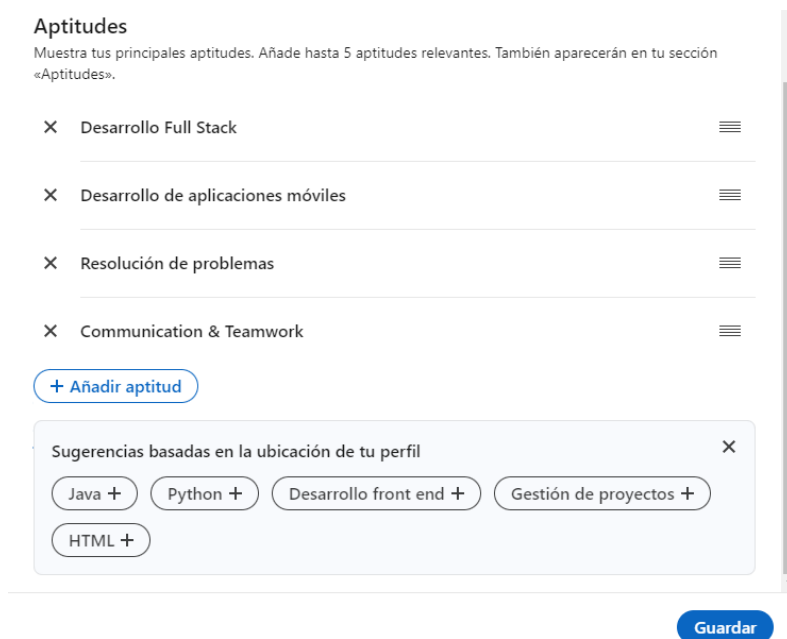 Aptitudes
Muestra tus principales aptitudes. Añade hasta 5 aptitudes relevantes. También aparecerán en tu sección
«Aptitudes».
Desarrollo Full Stack
Desarrollo de aplicaciones móviles
Resolución de problemas
Communication & Teamwork
+ Añadir aptitud
Sugerencias basadas en la ubicación de tu perfil
Java + Python + Desarrollo front end + Gestión de proyectos +
HTML +
Guardar